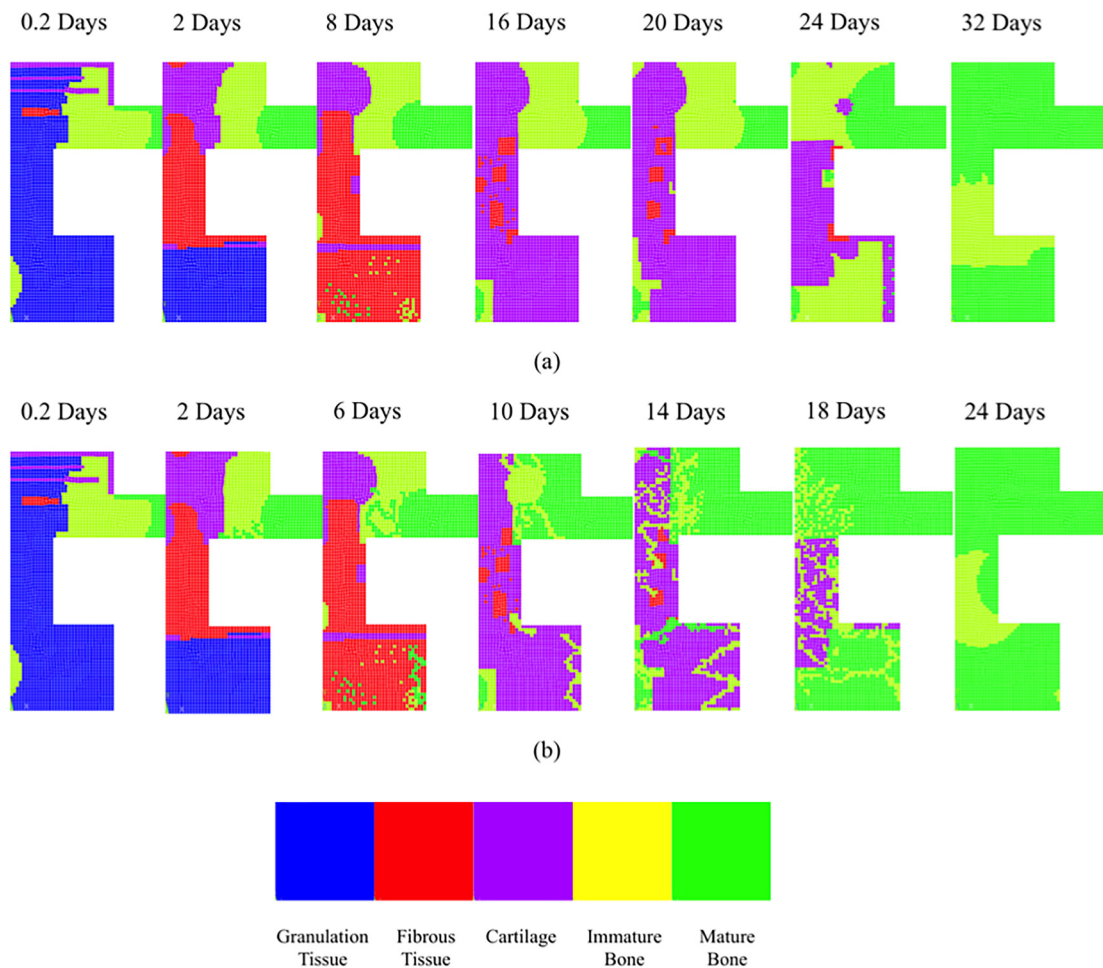 0.2 Days 2 Days 8 Days 16 Days 20 Days 24 Days 32 Days
(a)
0.2 Days 2 Days 6 Days 10 Days 14 Days 18 Days 24 Days
(b)
Granulation Fibrous Cartilage Immature Mature
Tissue Tissue Bone Bone